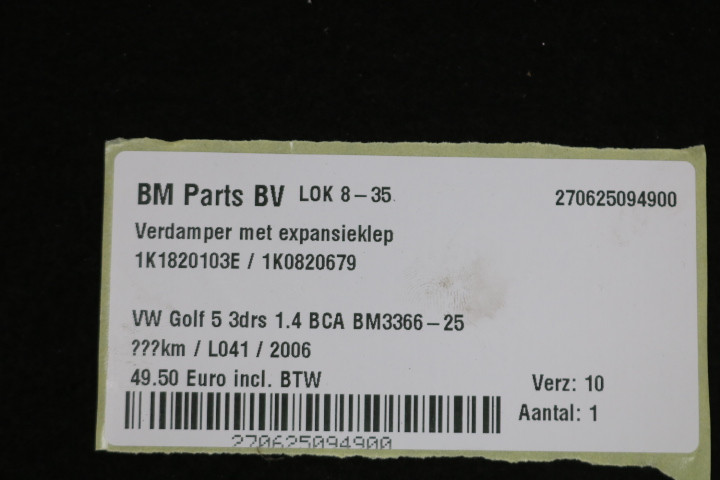 BM Parts BV LOK 8-35 270625094900
Verdamper met expansieklep
1K1820103E / 1K0820679
VW Golf 5 3drs 1.4 BCA BM3366-25
???km / L041 / 2006
49.50 Euro incl. BTW Verz: 10
Aantal: 1
270625094900